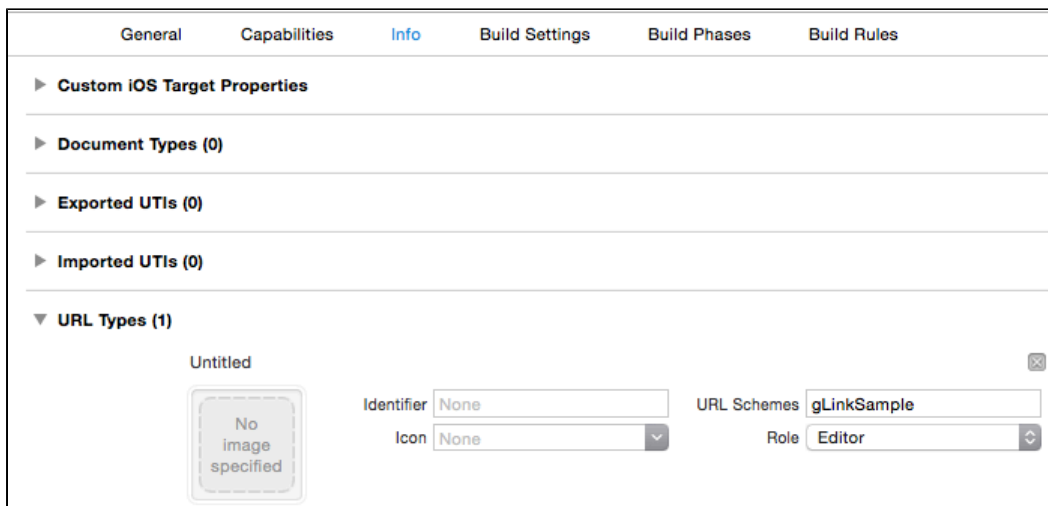 General Capabilities Info Build Settings Build Phases Build Rules
Custom iOS Target Properties
Document Types (0)
Exported UTIs (0)
Imported UTIs (0)
URL Types (1)
Untitled
No
image
specified
Identifier None
URL Schemes gLinkSample
Icon None
Role Editor